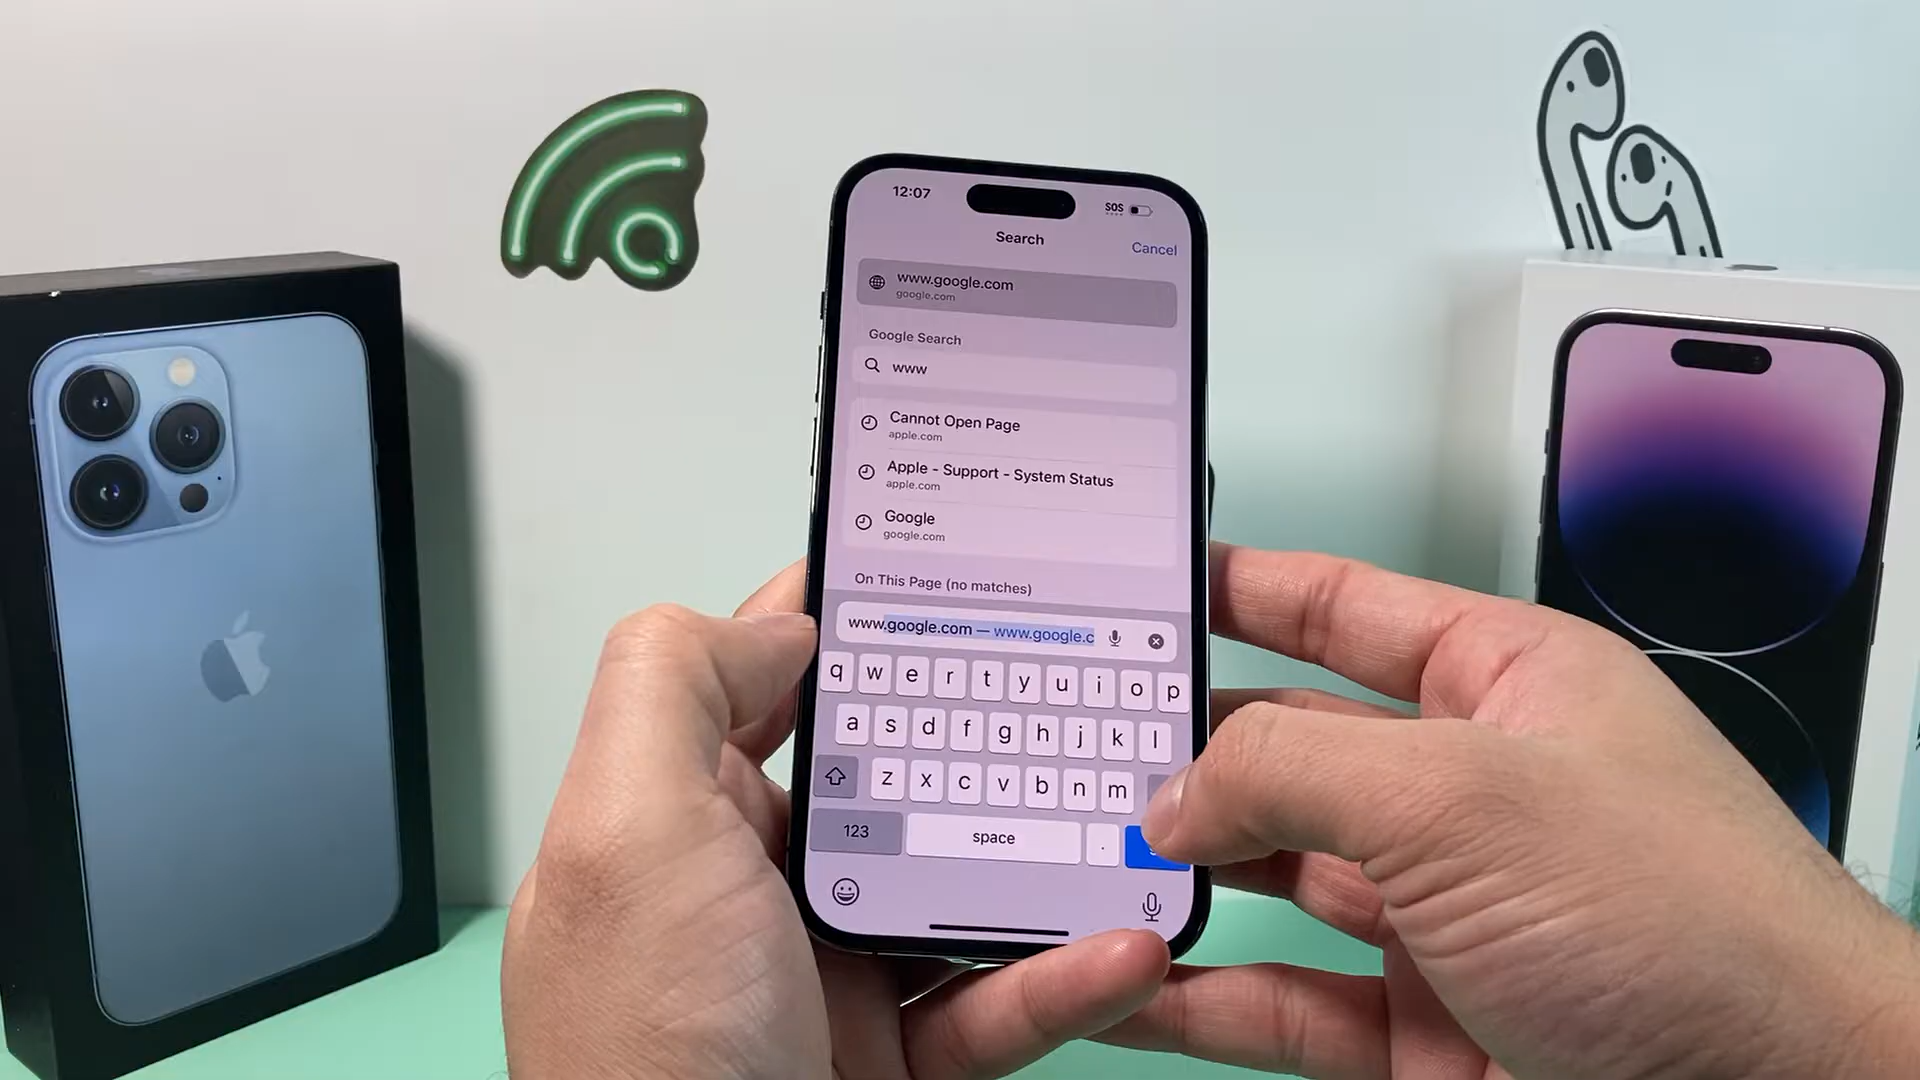 12:07
SOS
Search
Cancel
www.google.com
google.com
Google Search
www
Cannot Open Page
apple.com
Apple - Support - System Status
apple.com
Google
google.com
On This Page (no matches)
www.google.com — www.google.c
q w e r t y u i o p
a s d f g h j k l
z x c v b n m
123 space .